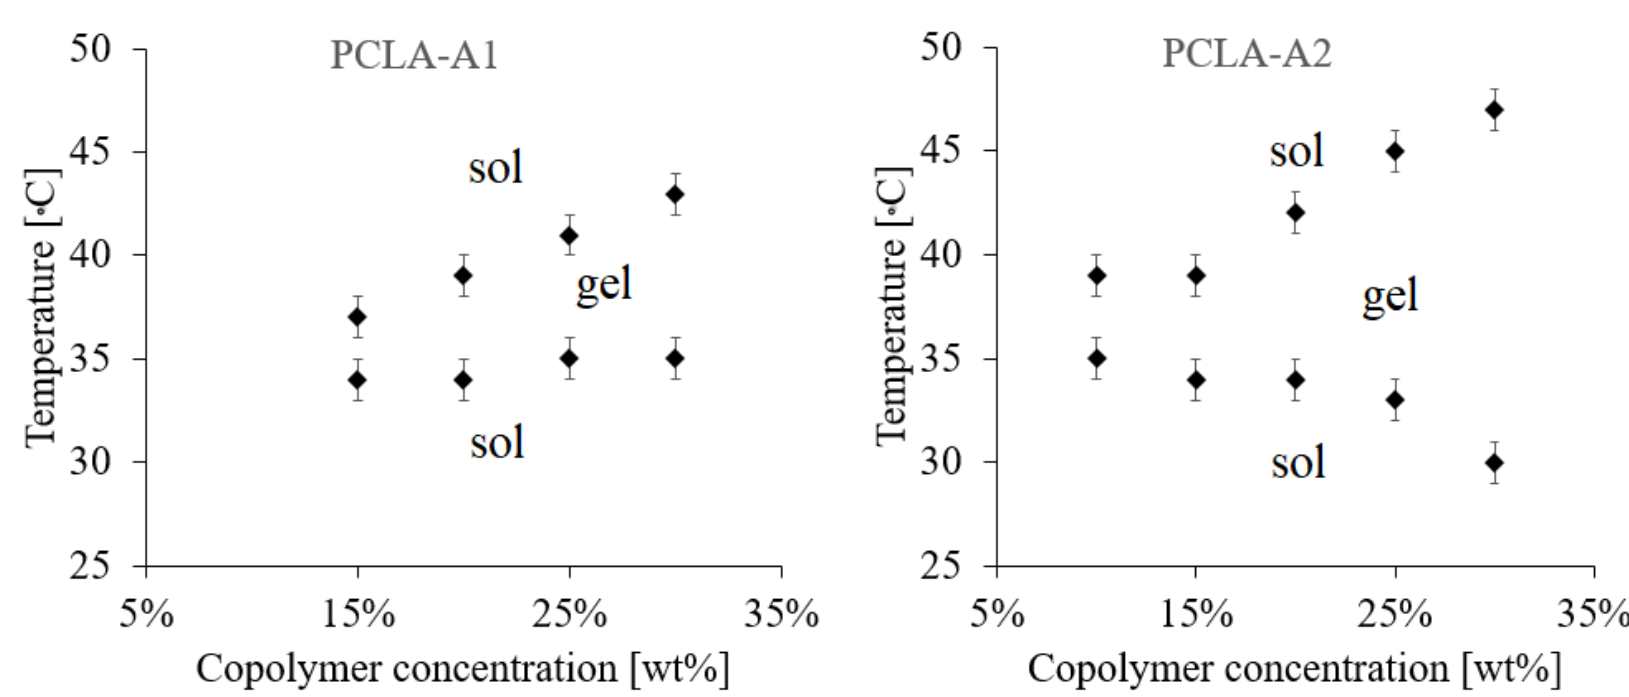 PCLA-A1
50
45
40
35
30
25
Temperature [°C]
sol
gel
sol
5% 15% 25% 35%
Copolymer concentration [wt%]
PCLA-A2
50
45
40
35
30
25
Temperature [°C]
sol
gel
sol
5% 15% 25% 35%
Copolymer concentration [wt%]